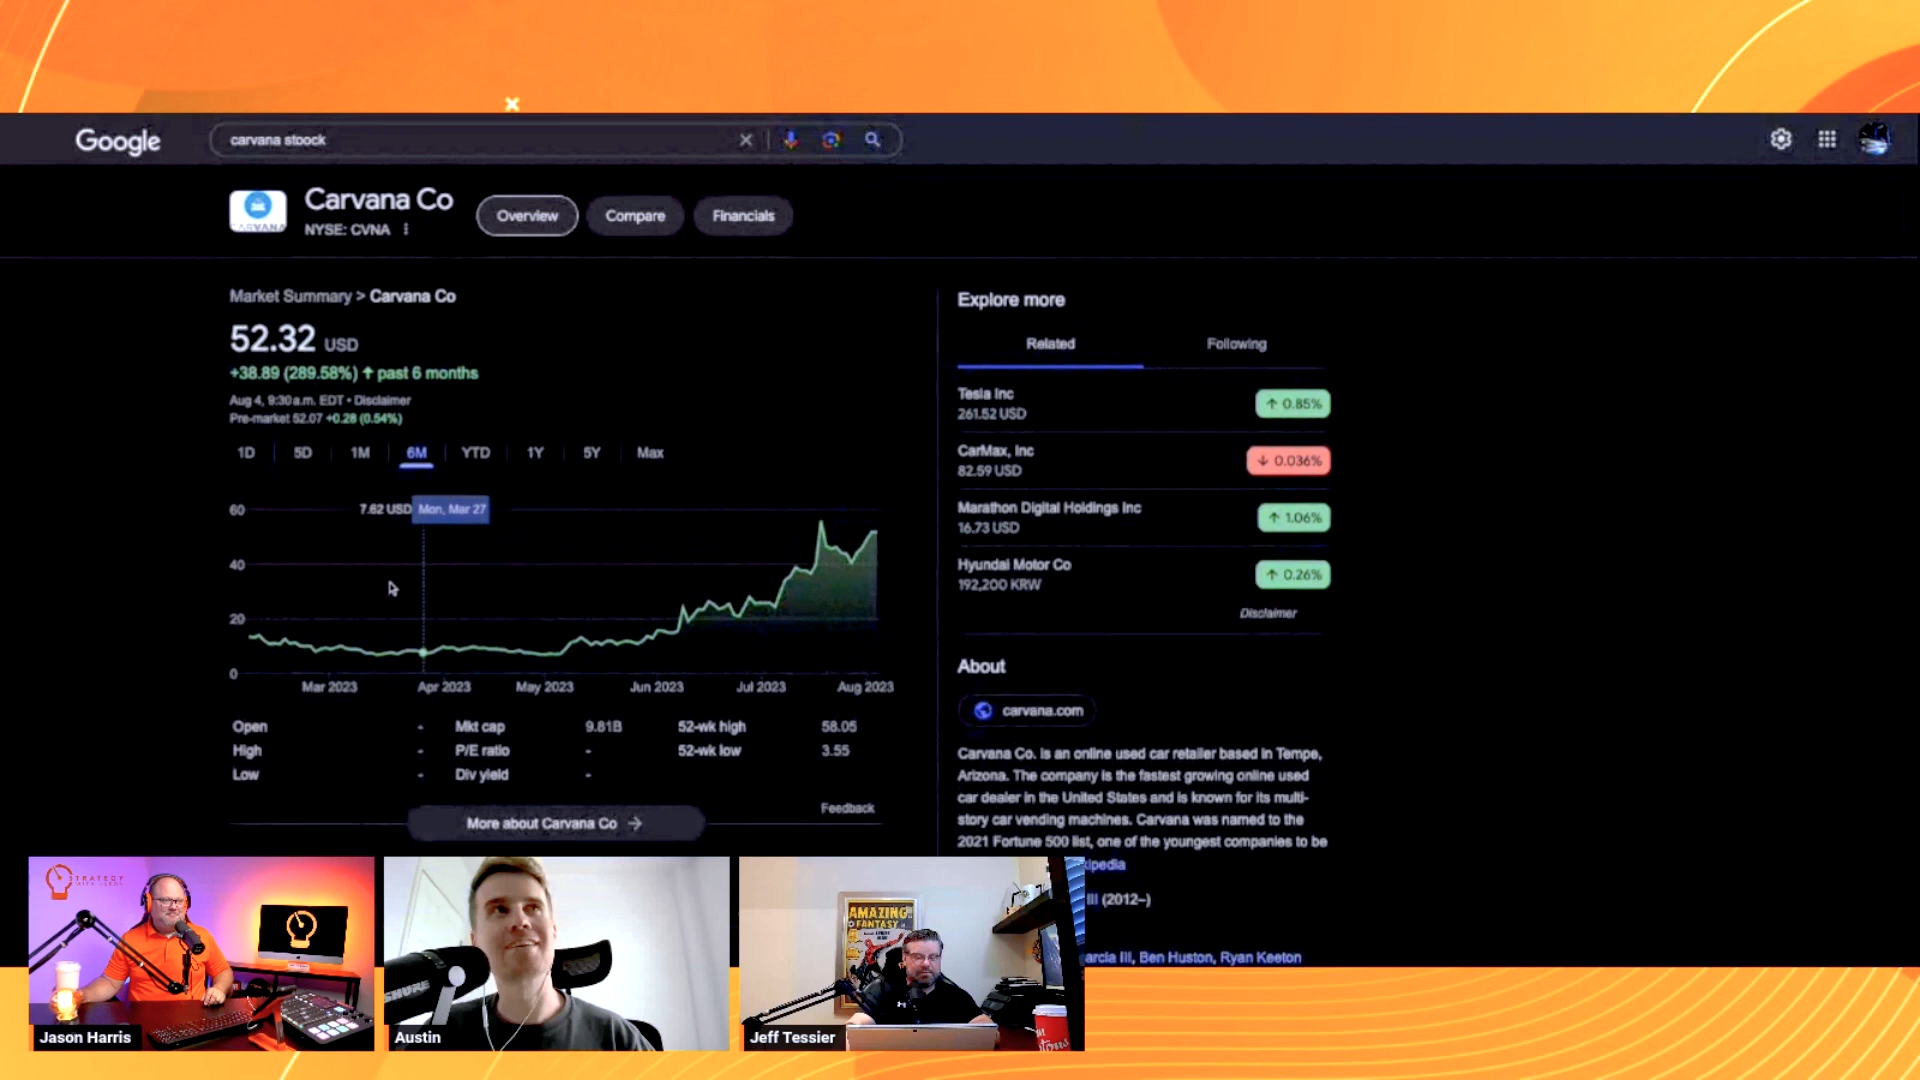 Google
carvana stoock
Carvana Co
NYSE: CVNA
Overview
Compare
Financials
Market Summary > Carvana Co
52.32 USD
+38.89 (289.58%) ↑ past 6 months
Aug 4, 9:30 a.m. EDT • Disclaimer
Pre-market 52.07 +0.28 (0.54%)
1D 5D 1M 6M YTD 1Y 5Y Max
7.62 USD Mon, Mar 27
60
40
20
0
Mar 2023 Apr 2023 May 2023 Jun 2023 Jul 2023 Aug 2023
Open - Mkt cap 9.81B 52-wk high 58.05
High - P/E ratio - 52-wk low 3.55
Low - Div yield -
Feedback
More about Carvana Co →
Explore more
Related Following
Tesla Inc
261.52 USD
↑ 0.85%
CarMax, Inc
82.59 USD
↓ 0.036%
Marathon Digital Holdings Inc
16.73 USD
↑ 1.06%
Hyundai Motor Co
192,200 KRW
↑ 0.26%
Disclaimer
About
carvana.com
Carvana Co. is an online used car retailer based in Tempe,
Arizona. The company is the fastest growing online used
car dealer in the United States and is known for its multi-
story car vending machines. Carvana was named to the
2021 Fortune 500 list, one of the youngest companies to be
kipedia
III (2012–)
arcia III, Ben Huston, Ryan Keeton
STRATEGY
Jason Harris
SHURE
Austin
AMAZING
FANTASY
Jeff Tessier